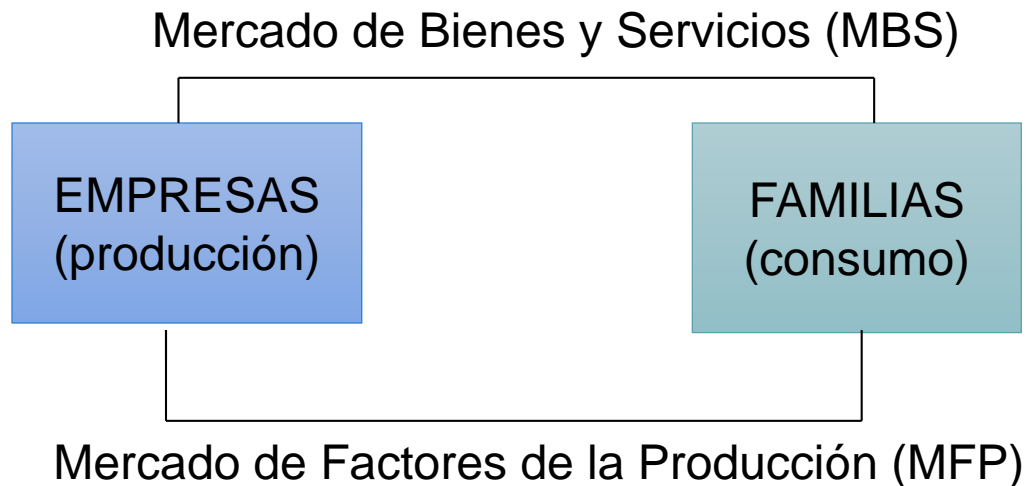 Mercado de Bienes y Servicios (MBS)
EMPRESAS
(producción)
FAMILIAS
(consumo)
Mercado de Factores de la Producción (MFP)